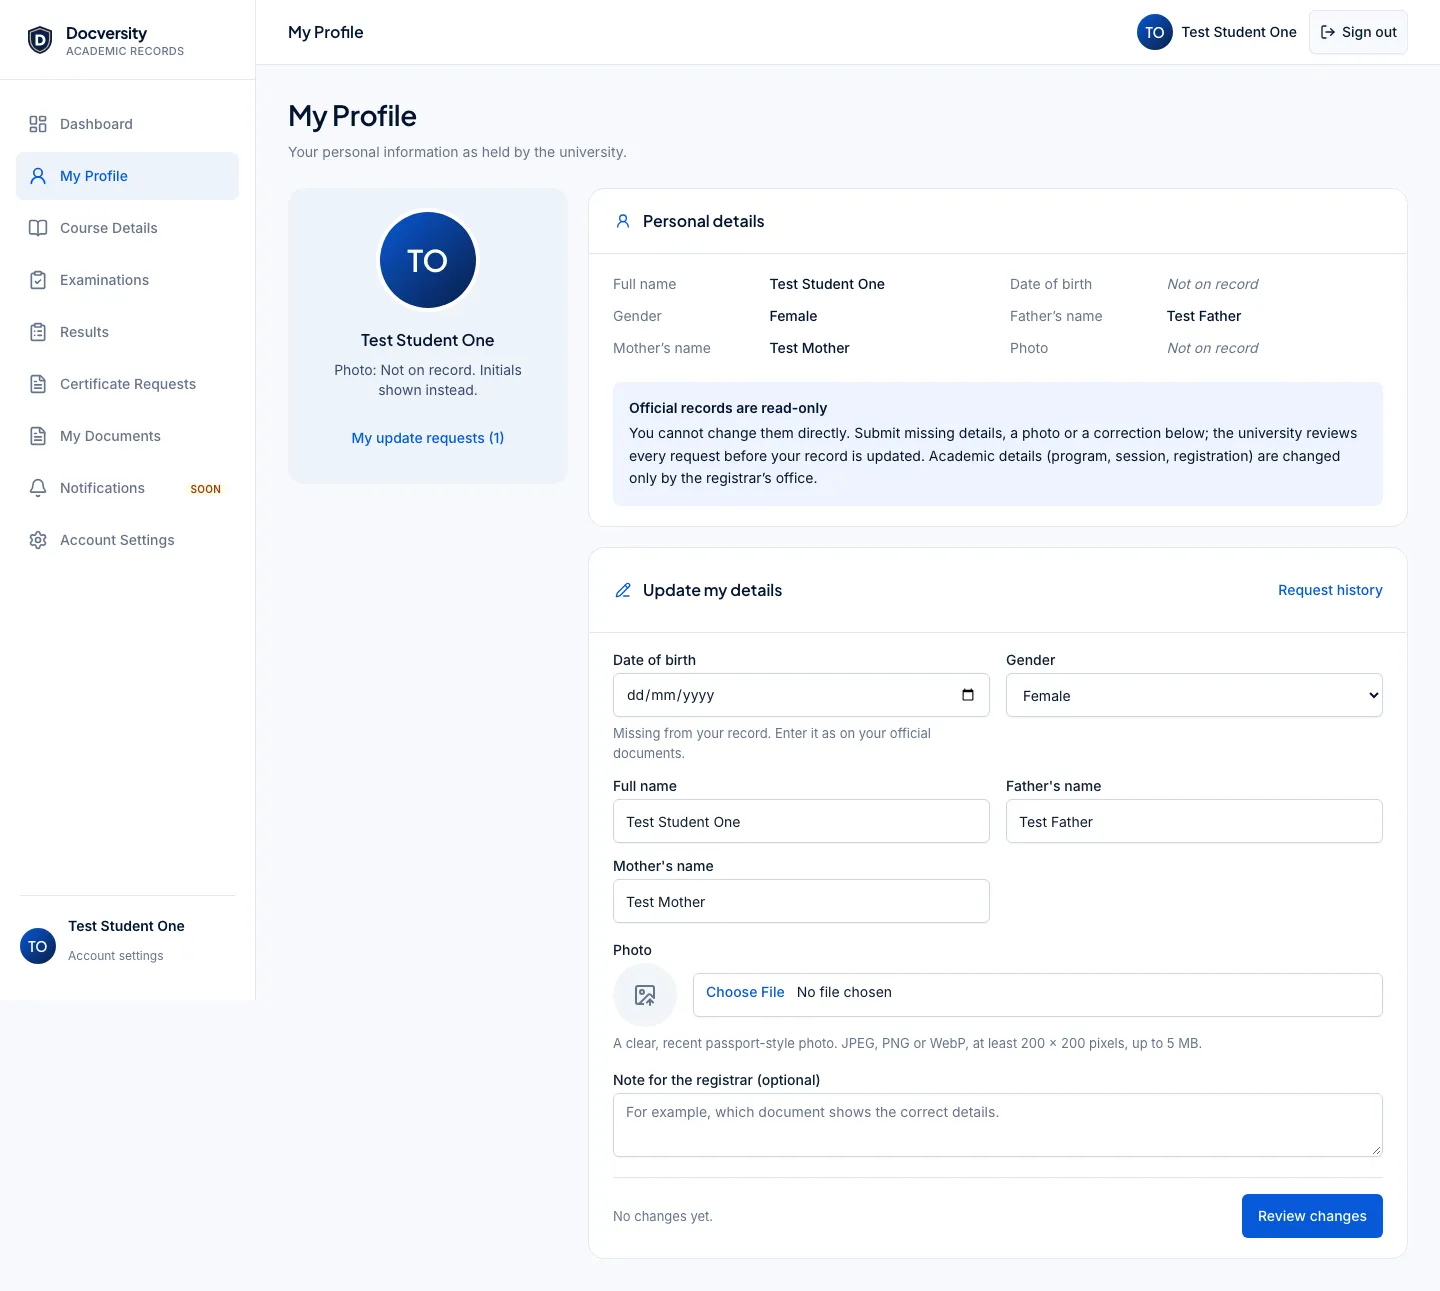 Docversity
ACADEMIC RECORDS
My Profile
TO
Test Student One
Sign out
Dashboard
My Profile
Course Details
Examinations
Results
Certificate Requests
My Documents
Notifications
SOON
Account Settings
TO
Test Student One
Account settings
My Profile
Your personal information as held by the university.
TO
Test Student One
Photo: Not on record. Initials
shown instead.
My update requests (1)
Personal details
Full name
Test Student One
Date of birth
Not on record
Gender
Female
Father’s name
Test Father
Mother’s name
Test Mother
Photo
Not on record
Official records are read-only
You cannot change them directly. Submit missing details, a photo or a correction below; the university reviews
every request before your record is updated. Academic details (program, session, registration) are changed
only by the registrar’s office.
Update my details
Request history
Date of birth
dd/mm/yyyy
Missing from your record. Enter it as on your official
documents.
Gender
Female
Full name
Test Student One
Father's name
Test Father
Mother's name
Test Mother
Photo
Choose File No file chosen
A clear, recent passport-style photo. JPEG, PNG or WebP, at least 200 × 200 pixels, up to 5 MB.
Note for the registrar (optional)
For example, which document shows the correct details.
No changes yet.
Review changes